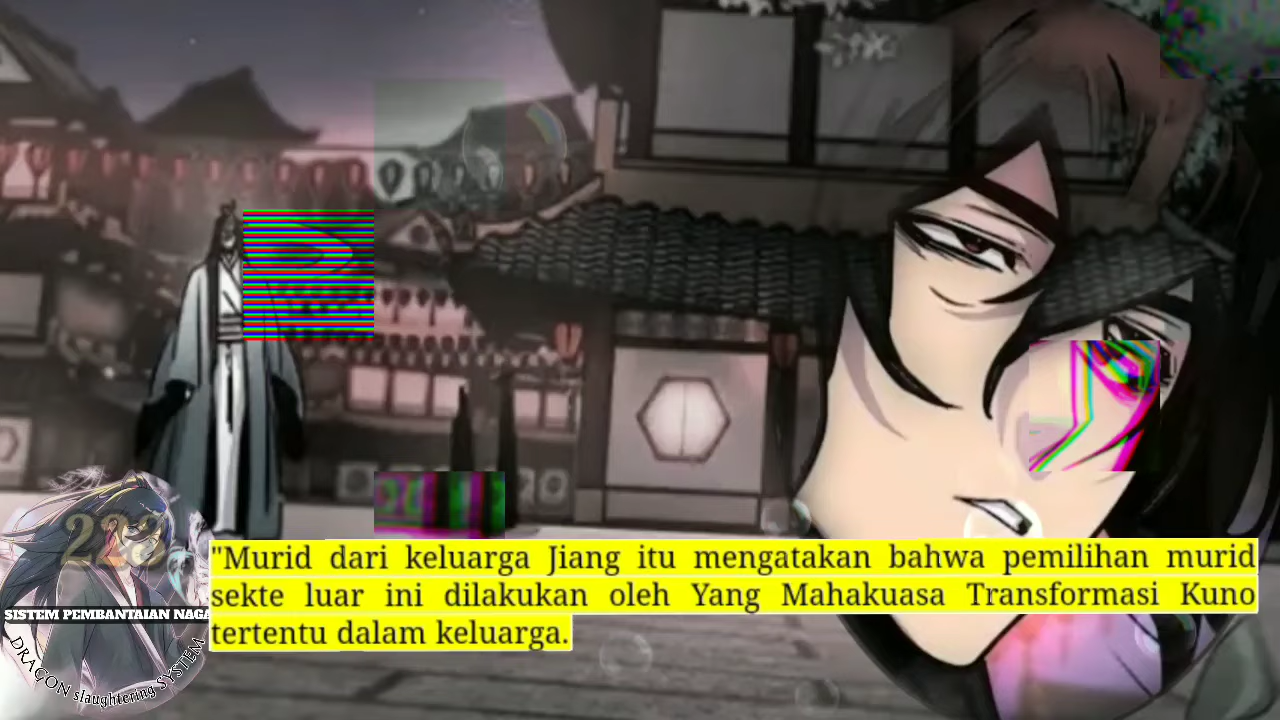 "Murid dari keluarga Jiang itu mengatakan bahwa pemilihan murid
sekte luar ini dilakukan oleh Yang Mahakuasa Transformasi Kuno
tertentu dalam keluarga.
223
SISTEM PEMBANTAIAN NAGA
DRAGON slaughtering SYSTEM